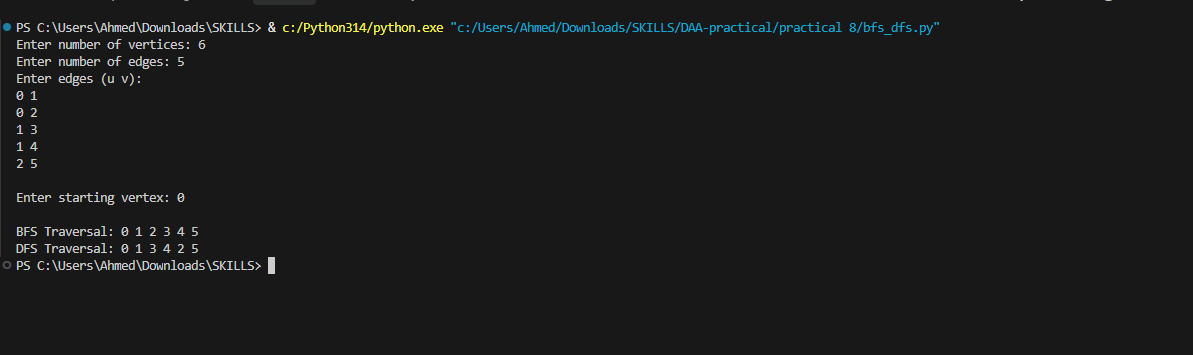 PS C:\Users\Ahmed\Downloads\SKILLS> & c:/Python314/python.exe "c:/Users/Ahmed/Downloads/SKILLS/DAA-practical/practical 8/bfs_dfs.py"
Enter number of vertices: 6
Enter number of edges: 5
Enter edges (u v):
0 1
0 2
1 3
1 4
2 5
Enter starting vertex: 0
BFS Traversal: 0 1 2 3 4 5
DFS Traversal: 0 1 3 4 2 5
PS C:\Users\Ahmed\Downloads\SKILLS>